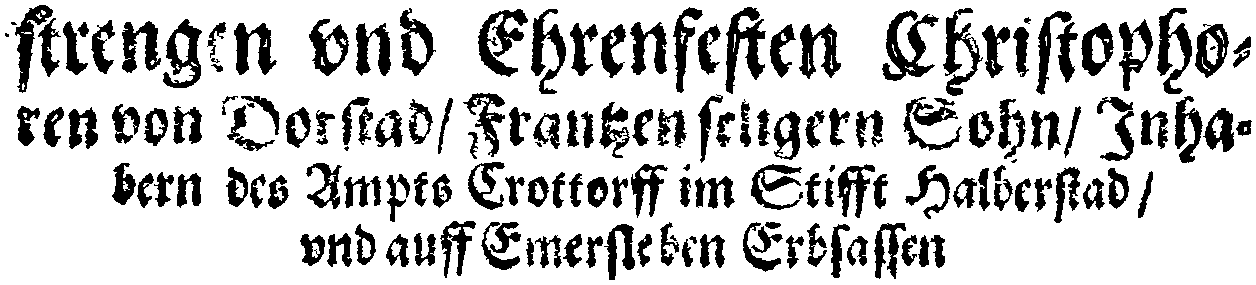 ſtrengen vnd Ehrenfeſten Chriſtopho-
ren von Dorſtad/ Frantzen ſeligern Sohn/ Inha-
bern des Ampts Crottorff im Stifft Halberſtad/
vnd auff Emerſleben Erbſaſſen